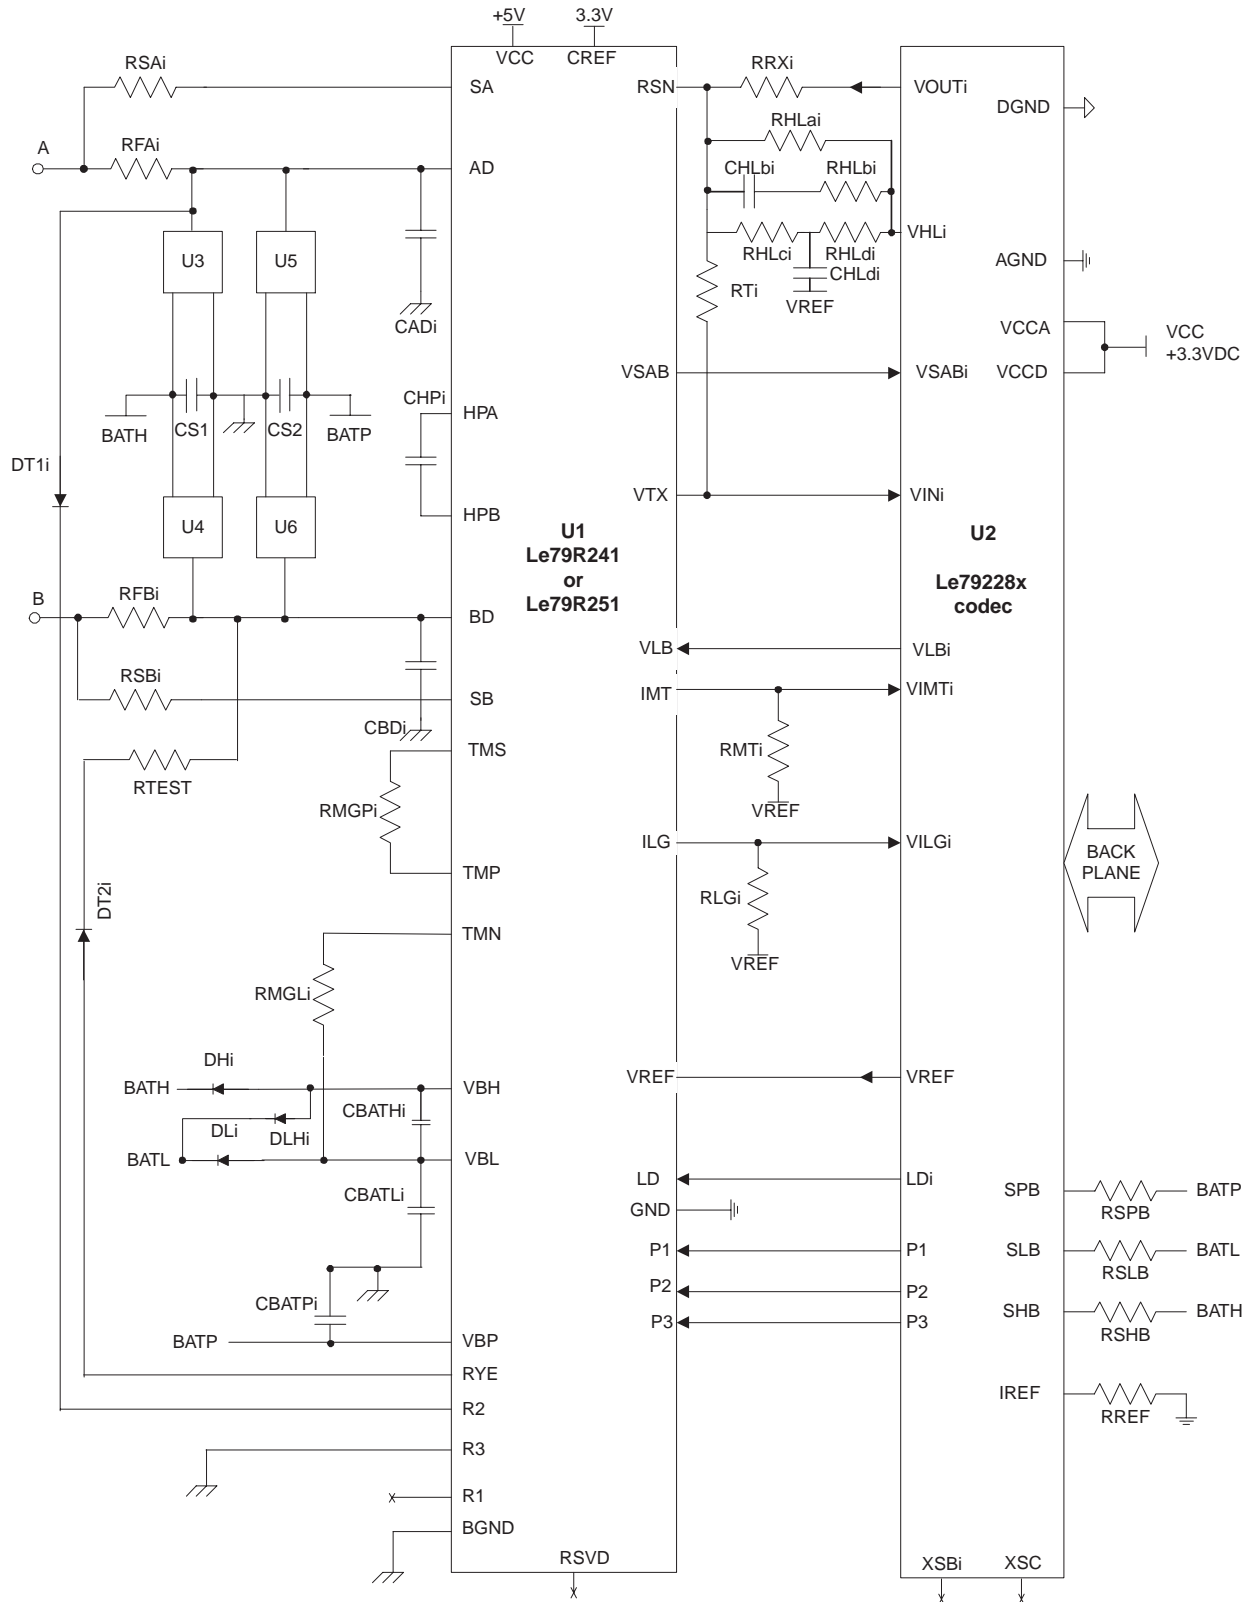 +5V
3.3V
VCC
CREF
RSAi
SA
RSN
RRXi
VOUTi
DGND
A
RFAi
AD
RHLai
CHLbi
RHLbi
VHLi
U3
U5
RHLci
RHLdi
CHLdi
AGND
RTi
VREF
CADi
VCCA
VCC
+3.3VDC
VSAB
VSABi
VCCD
CHPi
HPA
BATH
CS1
CS2
BATP
DT1i
VTX
VINi
U4
U6
HPB
U1
Le79R241
or
Le79R251
U2
Le79228x
codec
B
RFBi
BD
VLB
VLBi
RSBi
SB
IMT
VIMTi
CBDi
TMS
RMTi
RTEST
RMGPi
VREF
ILG
VILGi
BACK
PLANE
TMP
DT2i
RLGi
TMN
VREF
RMGLi
DHi
BATH
VBH
VREF
VREF
CBATHi
DLi
DLHi
BATL
VBL
CBATLi
LD
LDi
SPB
BATP
RSPB
GND
P1
P1
SLB
BATL
RSLB
P2
P2
CBATPi
SHB
BATH
RSHB
P3
P3
BATP
VBP
RYE
IREF
RREF
R2
R3
R1
BGND
RSVD
XSBi
XSC